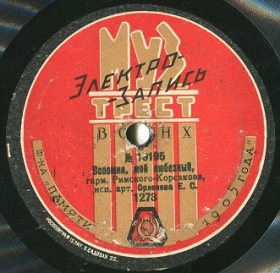 МУЗ
ЭЛЕКТРО-
ЗАПИСЬ
ТРЕСТ
ВСНХ
№ 10195
Вспомни, мой любезный,
гарм. Римского-Корсакова,
исп. арт. Орленева Е. С.
1273
Ф-КА „ПАМЯТИ 1905 ГОДА"